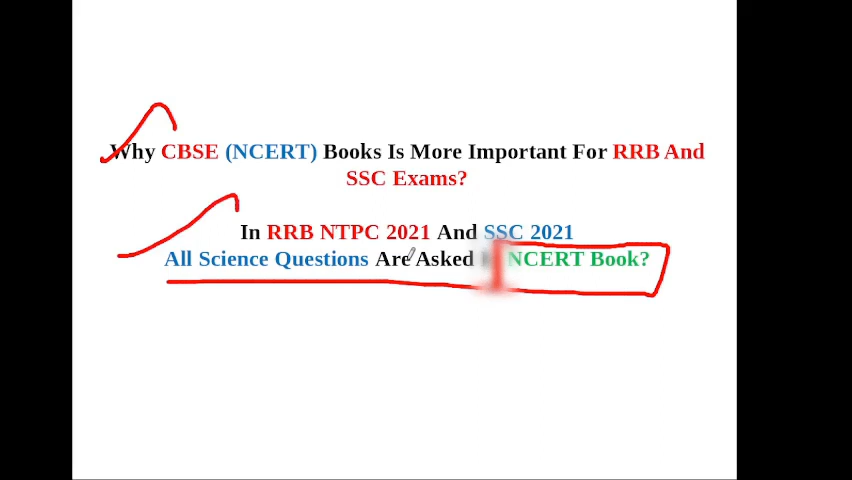 Why CBSE (NCERT) Books Is More Important For RRB And
SSC Exams?
In RRB NTPC 2021 And SSC 2021
All Science Questions Are Asked NCERT Book?